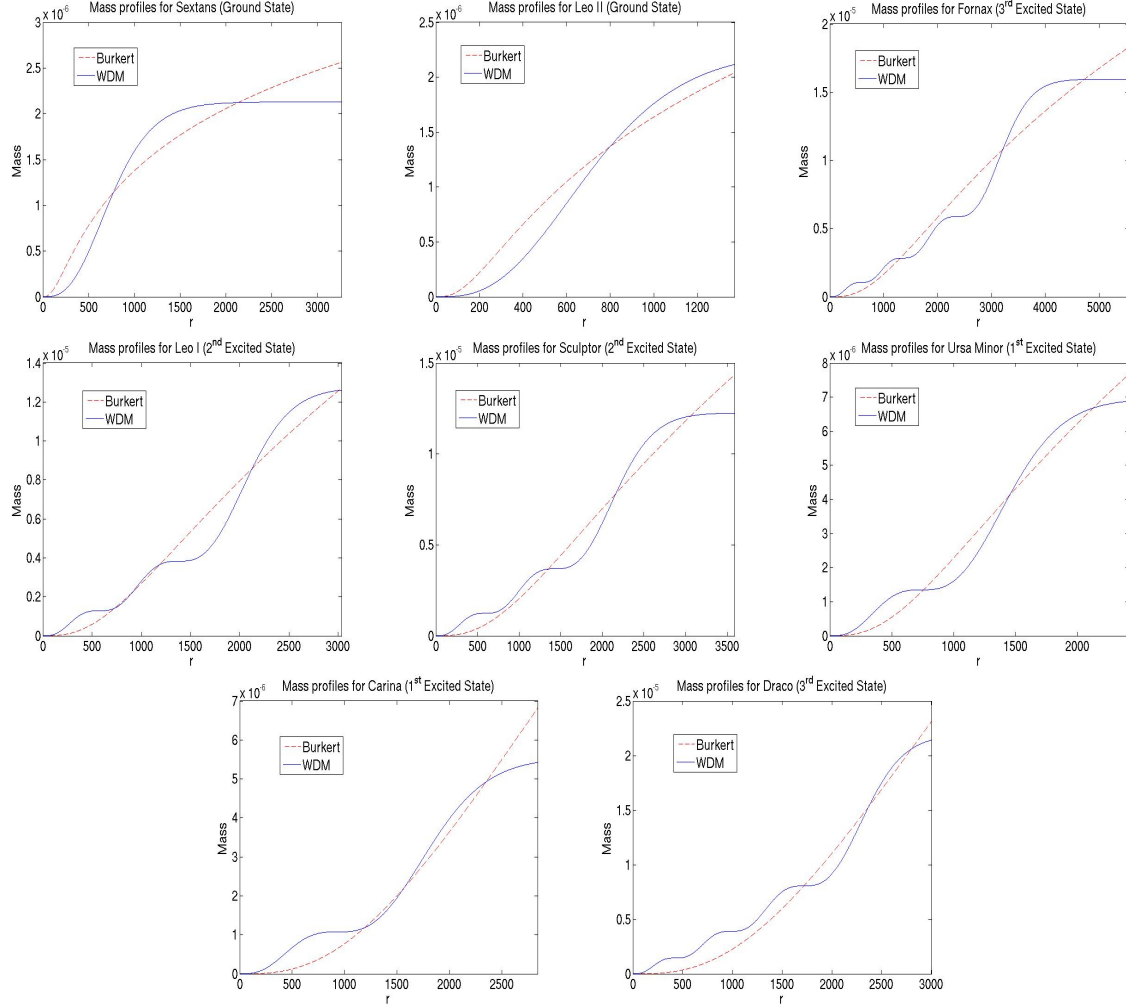 Mass profiles for Sextans (Ground State)
x 10-6
3
2.5
2
1.5
1
0.5
0
Mass
Burkert
WDM
0 500 1000 1500 2000 2500 3000
r
Mass profiles for Leo II (Ground State)
x 10-6
2.5
2
1.5
1
0.5
0
Mass
Burkert
WDM
0 200 400 600 800 1000 1200
r
Mass profiles for Fornax (3rd Excited State)
x 10-5
2
1.5
1
0.5
0
Mass
Burkert
WDM
0 1000 2000 3000 4000 5000
r
Mass profiles for Leo I (2nd Excited State)
x 10-5
1.4
1.2
1
0.8
0.6
0.4
0.2
0
Mass
Burkert
WDM
0 500 1000 1500 2000 2500 3000
r
Mass profiles for Sculptor (2nd Excited State)
x 10-5
1.5
1
0.5
0
Mass
Burkert
WDM
0 500 1000 1500 2000 2500 3000 3500
r
Mass profiles for Ursa Minor (1st Excited State)
x 10-6
8
7
6
5
4
3
2
1
0
Mass
Burkert
WDM
0 500 1000 1500 2000
r
Mass profiles for Carina (1st Excited State)
x 10-6
7
6
5
4
3
2
1
0
Mass
Burkert
WDM
0 500 1000 1500 2000 2500
r
Mass profiles for Draco (3rd Excited State)
x 10-5
2.5
2
1.5
1
0.5
0
Mass
Burkert
WDM
0 500 1000 1500 2000 2500 3000
r